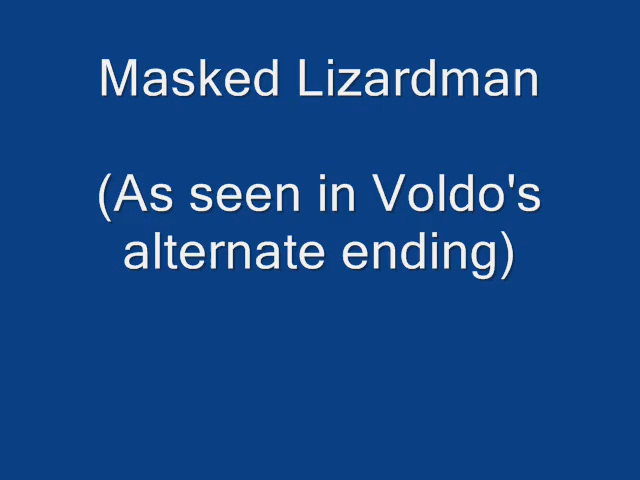 Masked Lizardman
(As seen in Voldo's
alternate ending)